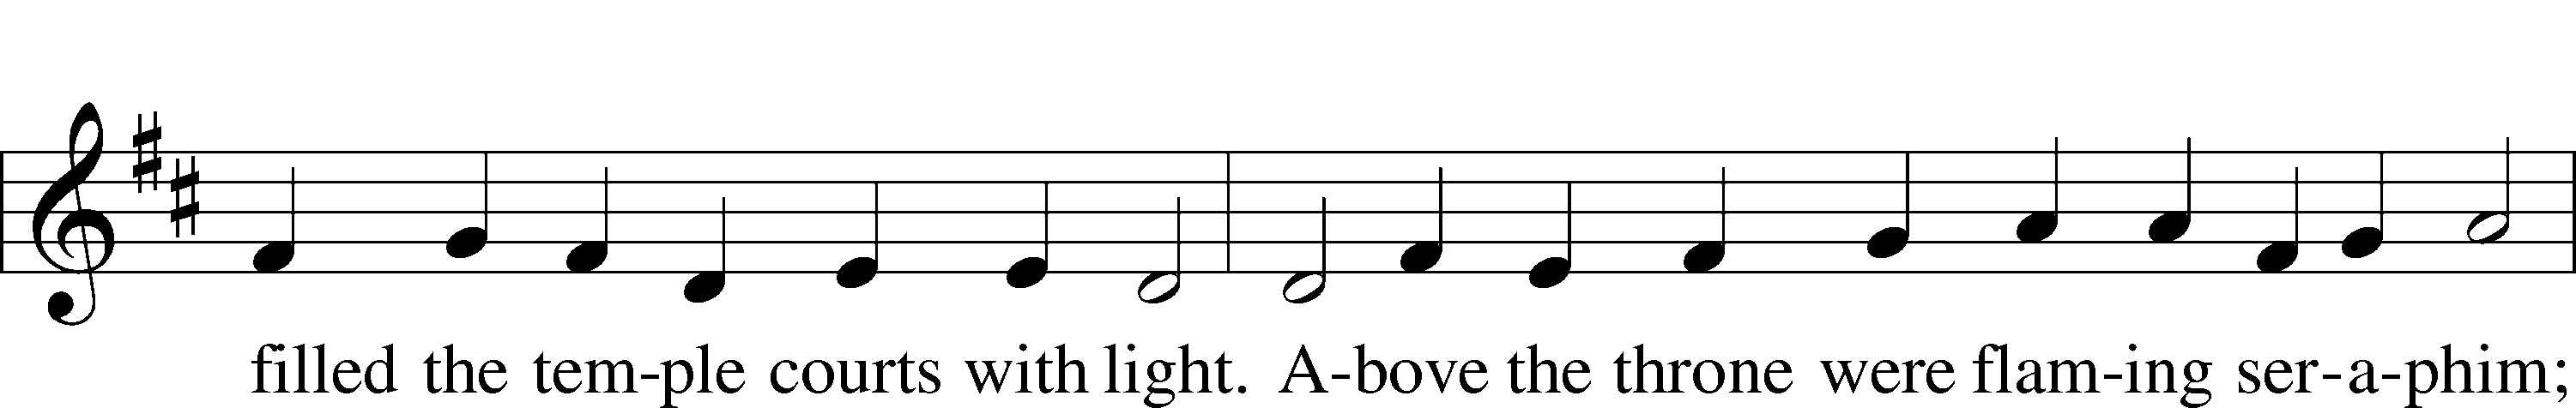 filled the tem-ple courts with light. A-bove the throne were flam-ing ser-a-phim;